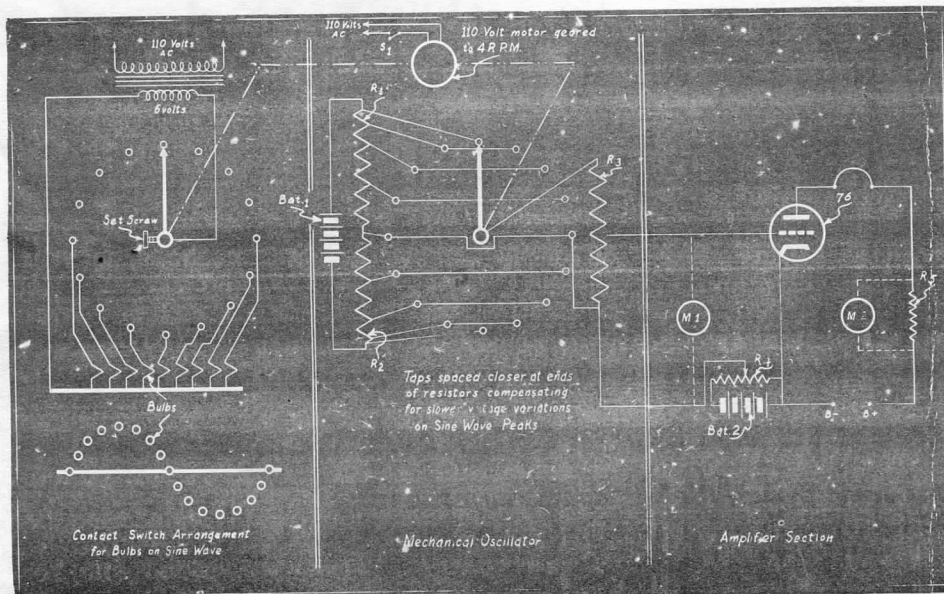 110 Volts
AC
6 volts
Set Screw
Bulbs
Contact Switch Arrangement
for Bulbs on Sine Wave
110 Volts
AC
S1
110 Volt motor geared
to 4 R.P.M.
R1
Bat.1
R3
R2
Taps spaced closer at ends
of resistors compensating
for slower voltage variations
on Sine Wave Peaks
Mechanical Oscillator
76
M1
M2
R5
R4
Bat.2
B-
B+
Amplifier Section